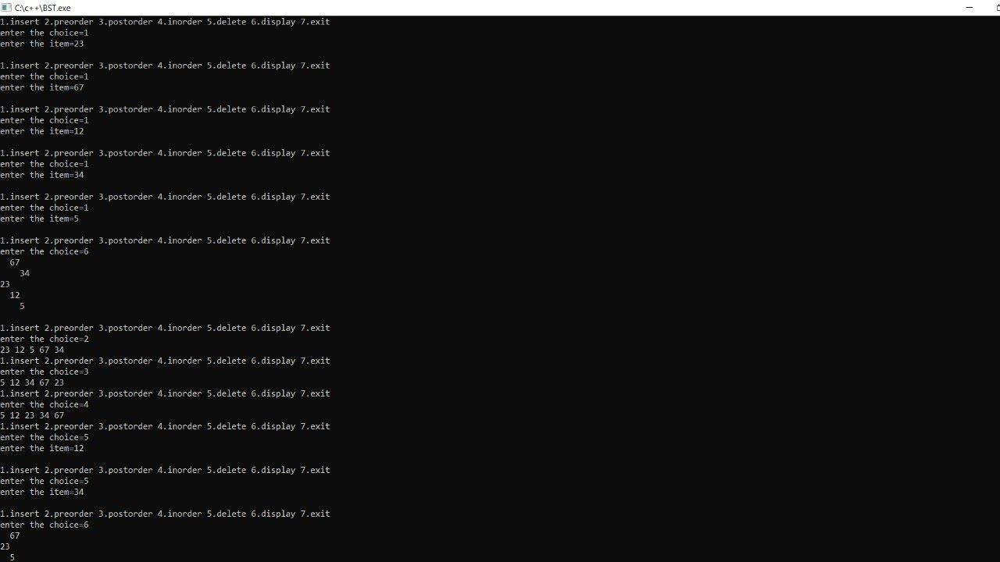 C:\c++\BST.exe
1.insert 2.preorder 3.postorder 4.inorder 5.delete 6.display 7.exit
enter the choice=1
enter the item=23
1.insert 2.preorder 3.postorder 4.inorder 5.delete 6.display 7.exit
enter the choice=1
enter the item=67
1.insert 2.preorder 3.postorder 4.inorder 5.delete 6.display 7.exit
enter the choice=1
enter the item=12
1.insert 2.preorder 3.postorder 4.inorder 5.delete 6.display 7.exit
enter the choice=1
enter the item=34
1.insert 2.preorder 3.postorder 4.inorder 5.delete 6.display 7.exit
enter the choice=1
enter the item=5
1.insert 2.preorder 3.postorder 4.inorder 5.delete 6.display 7.exit
enter the choice=6
67
34
23
12
5
1.insert 2.preorder 3.postorder 4.inorder 5.delete 6.display 7.exit
enter the choice=2
23 12 5 67 34
1.insert 2.preorder 3.postorder 4.inorder 5.delete 6.display 7.exit
enter the choice=3
5 12 34 67 23
1.insert 2.preorder 3.postorder 4.inorder 5.delete 6.display 7.exit
enter the choice=4
5 12 23 34 67
1.insert 2.preorder 3.postorder 4.inorder 5.delete 6.display 7.exit
enter the choice=5
enter the item=12
1.insert 2.preorder 3.postorder 4.inorder 5.delete 6.display 7.exit
enter the choice=5
enter the item=34
1.insert 2.preorder 3.postorder 4.inorder 5.delete 6.display 7.exit
enter the choice=6
67
23
5